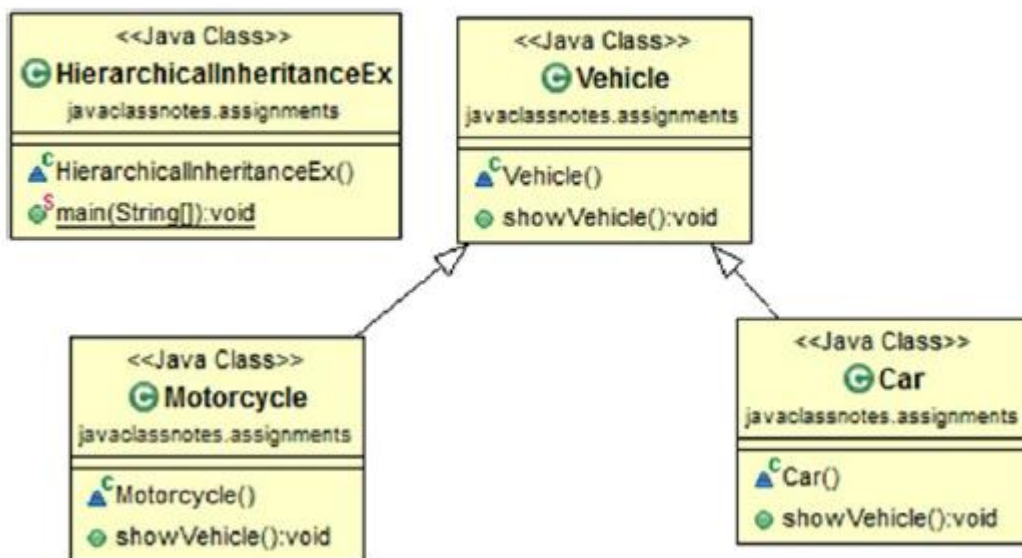 <<Java Class>>
HierarchicalInheritanceEx
javaclassnotes.assignments
HierarchicalInheritanceEx()
main(String[]):void
<<Java Class>>
Vehicle
javaclassnotes.assignments
Vehicle()
showVehicle():void
<<Java Class>>
Motorcycle
javaclassnotes.assignments
Motorcycle()
showVehicle():void
<<Java Class>>
Car
javaclassnotes.assignments
Car()
showVehicle():void